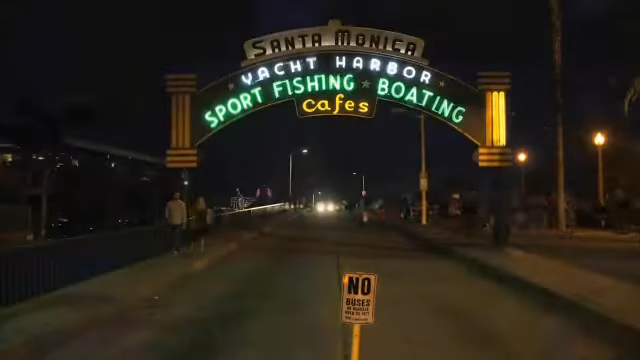 SANTA MONICA
YACHT HARBOR
SPORT FISHING ★ BOATING
cafes
NO
BUSES